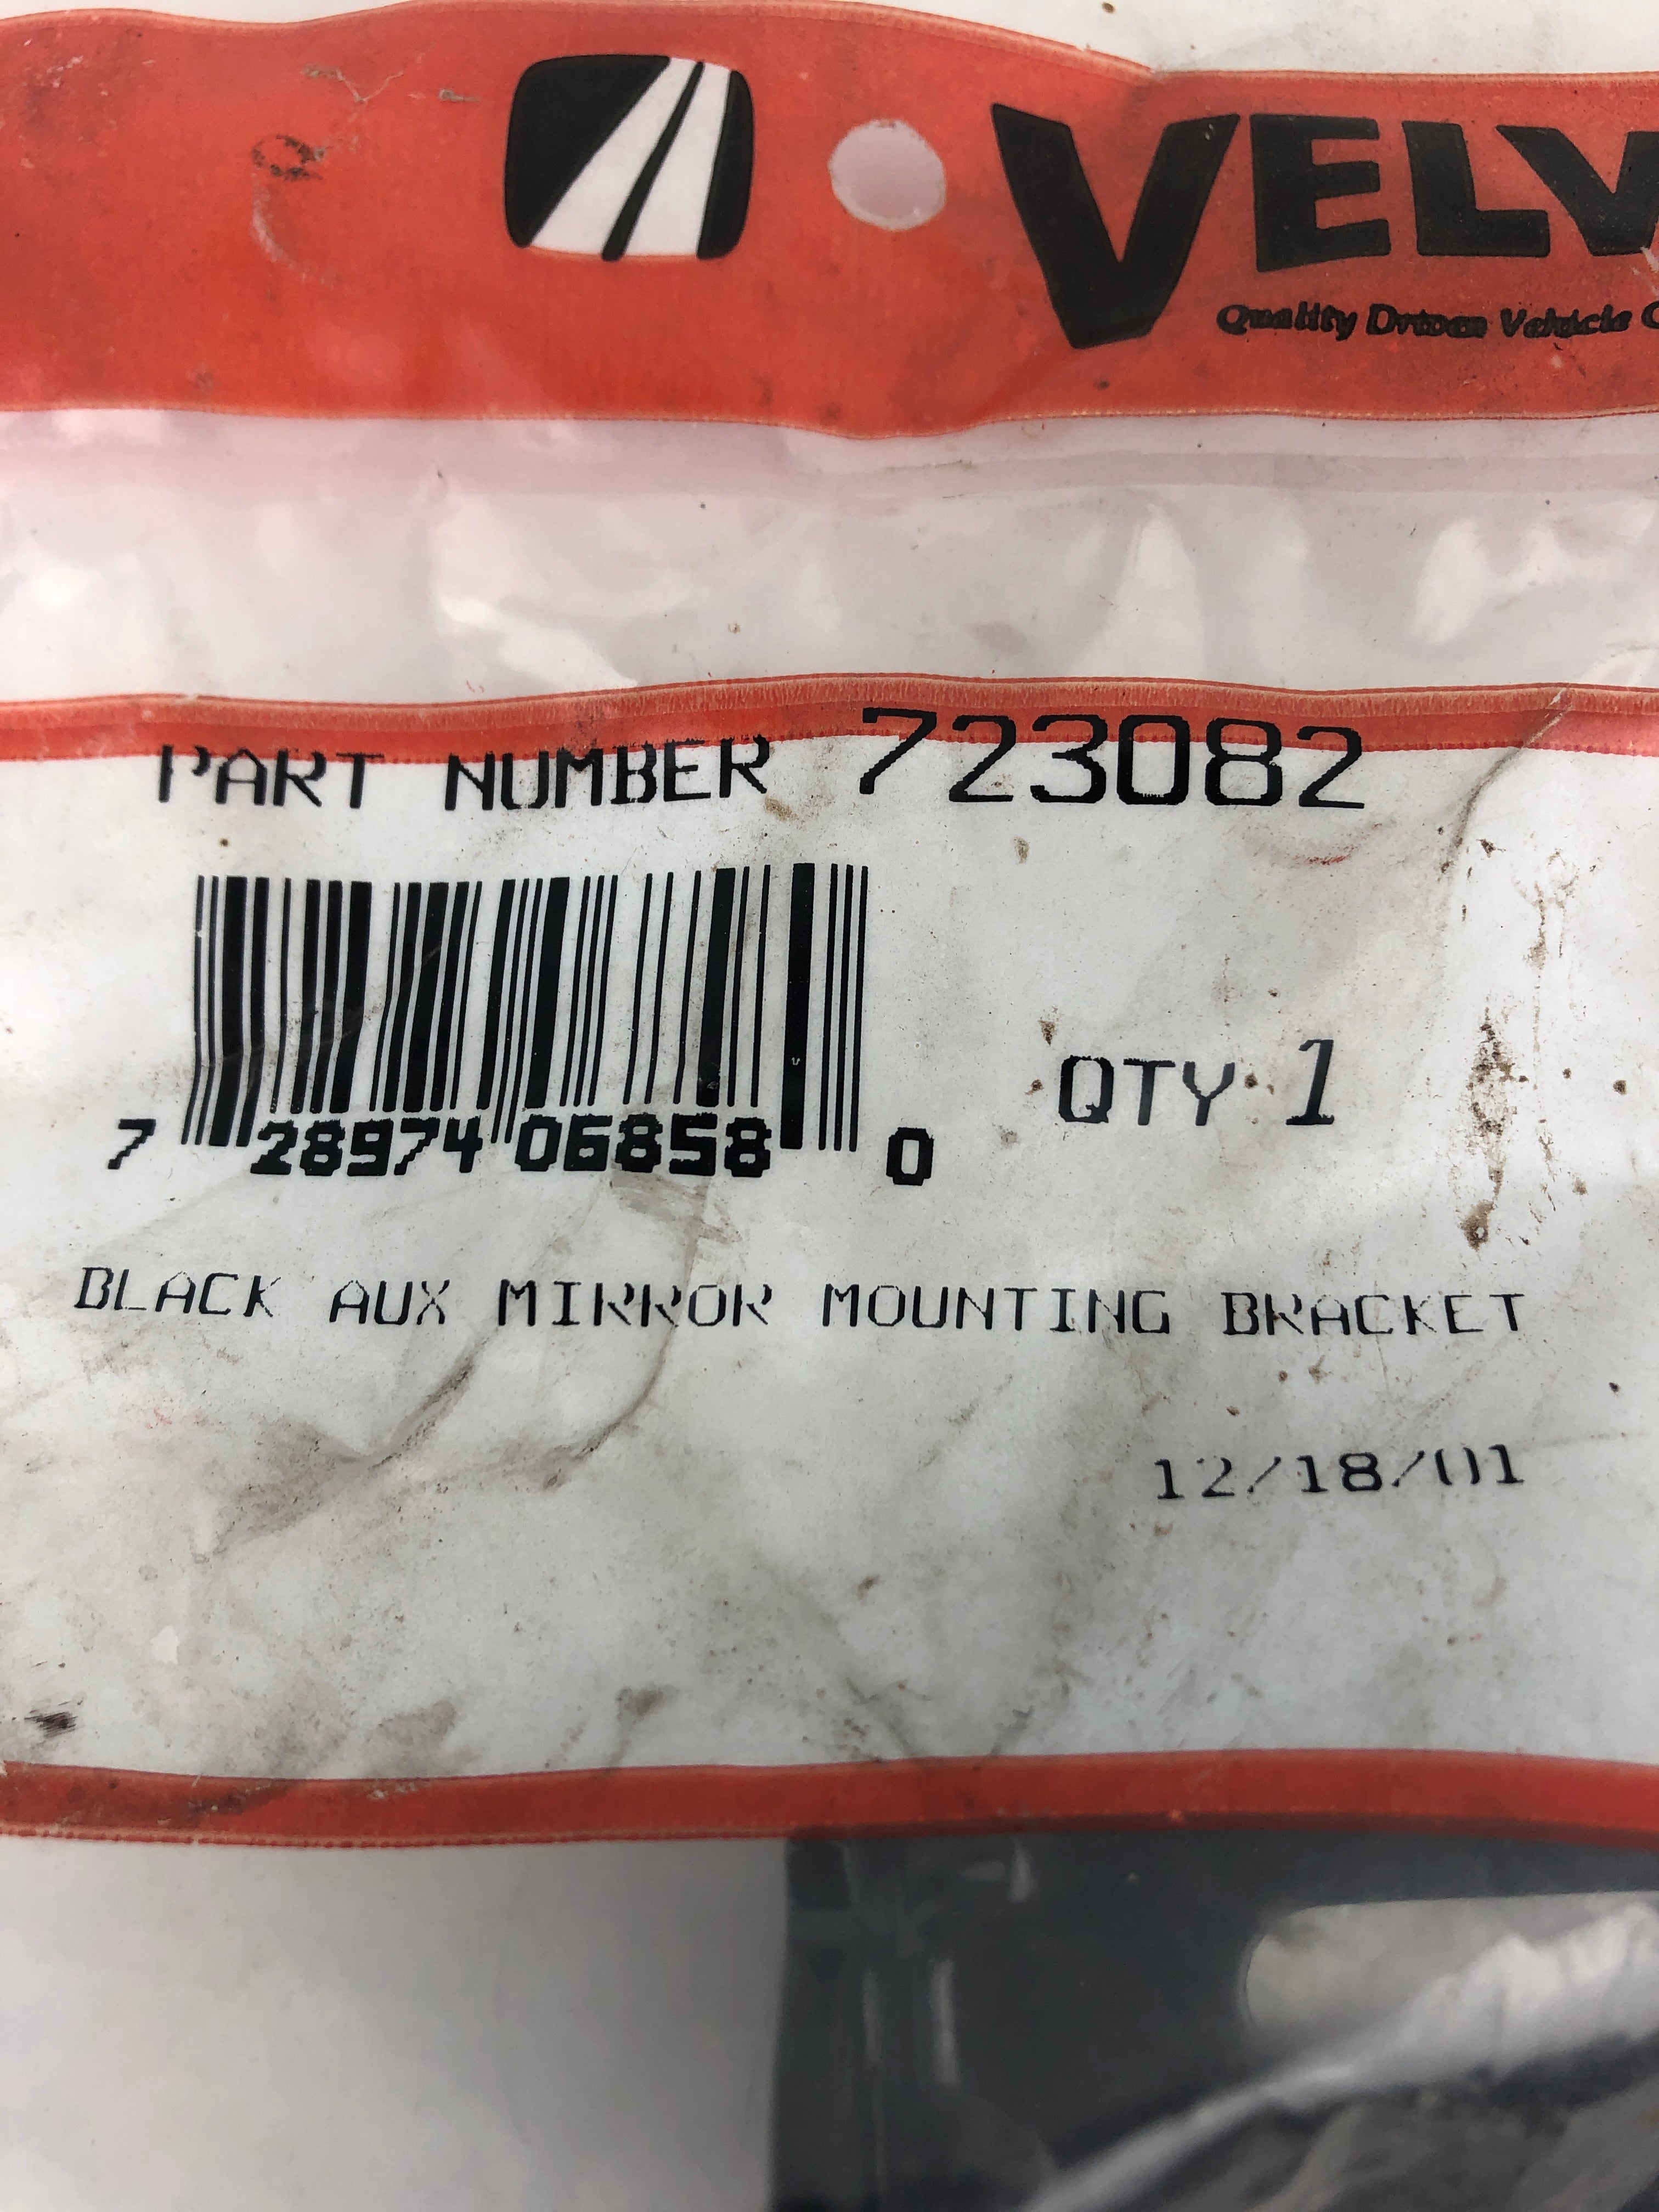 VELV
Quality Driven Vehicle C
PART NUMBER 723082
7 28974 06858 0
QTY 1
BLACK AUX MIRROR MOUNTING BRACKET
12/18/01